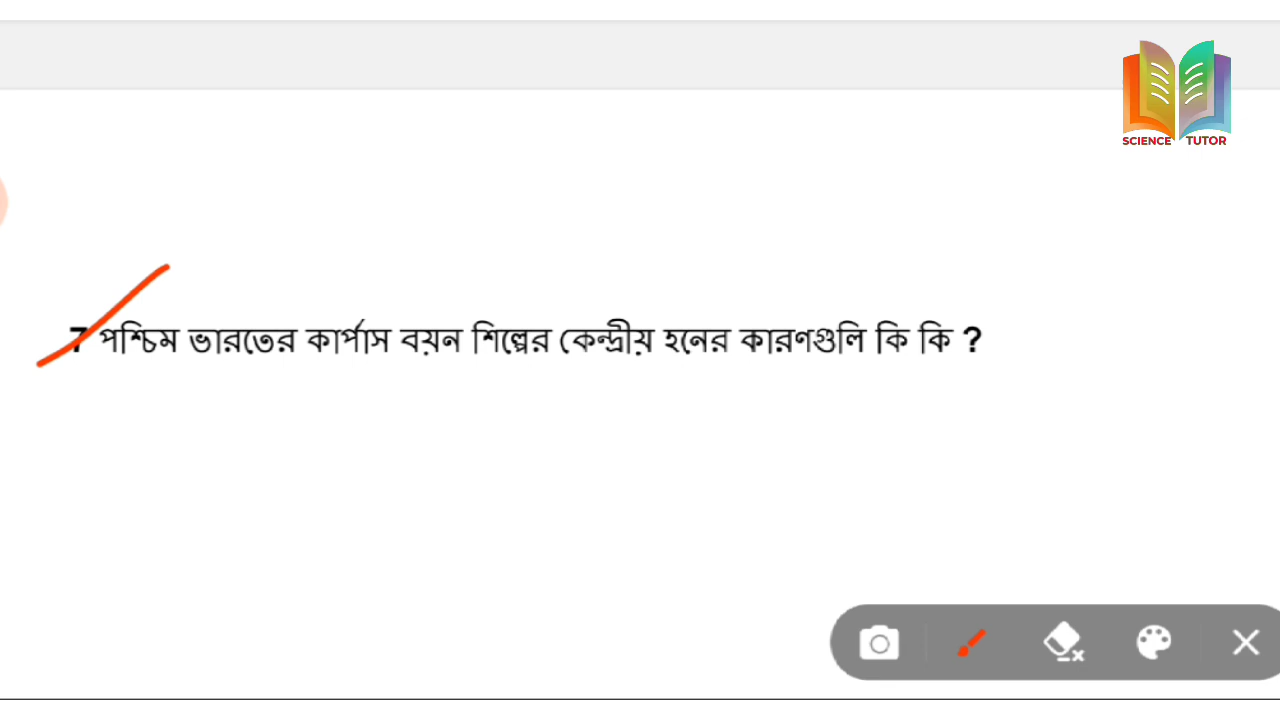 SCIENCE TUTOR
7 পশ্চিম ভারতের কার্পাস বয়ন শিল্পের কেন্দ্রীয় হনের কারণগুলি কি কি ?